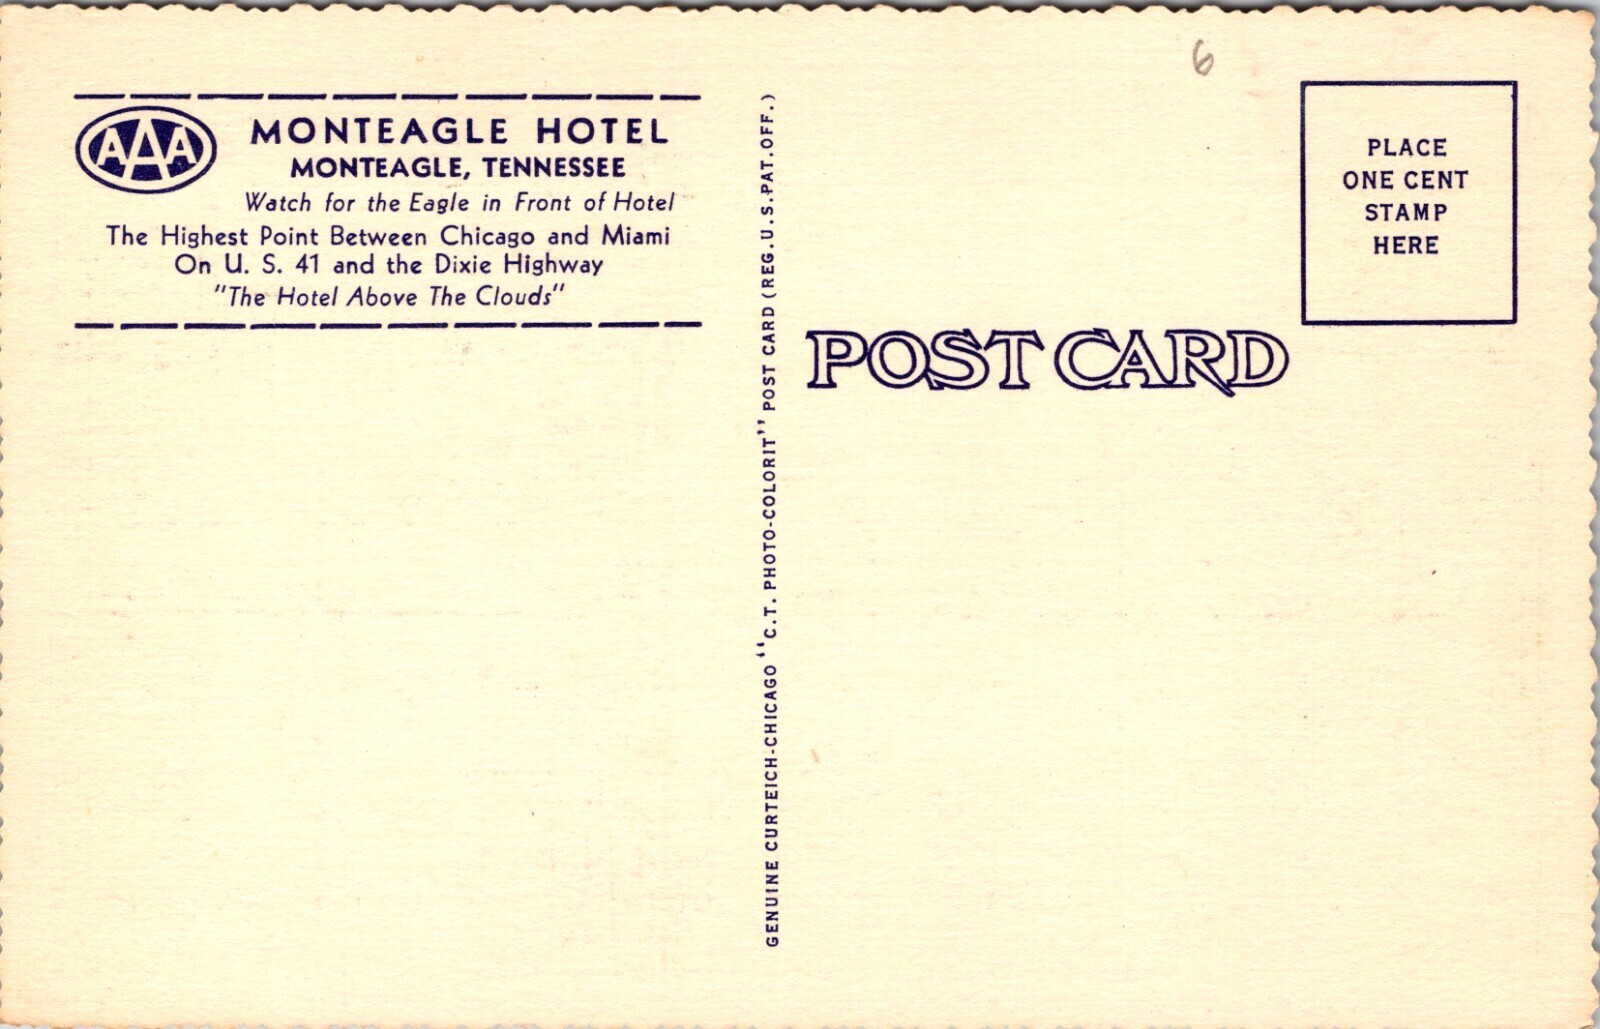 6
AAA
MONTEAGLE HOTEL
MONTEAGLE, TENNESSEE
Watch for the Eagle in Front of Hotel
The Highest Point Between Chicago and Miami
On U. S. 41 and the Dixie Highway
"The Hotel Above The Clouds"
GENUINE CURTEICH-CHICAGO "C.T. PHOTO-COLORIT" POST CARD (REG. U.S. PAT. OFF.)
PLACE
ONE CENT
STAMP
HERE
POST CARD